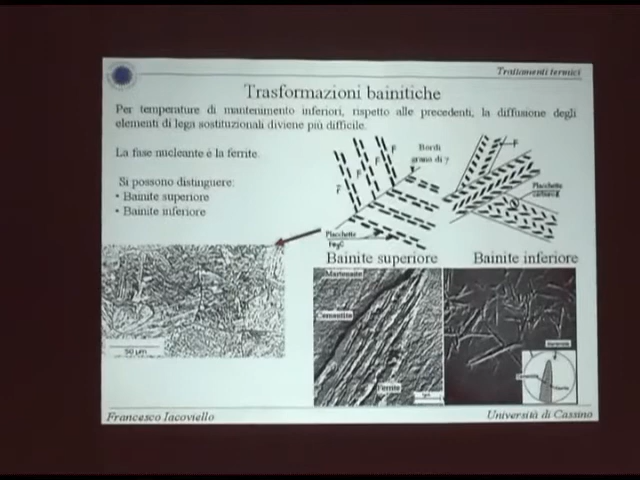 Trattamenti termici
Trasformazioni bainitiche
Per temperature di mantenimento inferiori, rispetto alle precedenti, la diffusione degli
elementi di lega sostituzionali diviene più difficile.
La fase nucleante è la ferrite.
Si possono distinguere:
• Bainite superiore
• Bainite inferiore
Bordi
grano di γ
F
F
F
F
F
Placchette
Fe3C
Placchette
Bainite superiore
Bainite inferiore
Martensite
Cementite
Ferrite
50 µm
Francesco Iacoviello
Università di Cassino